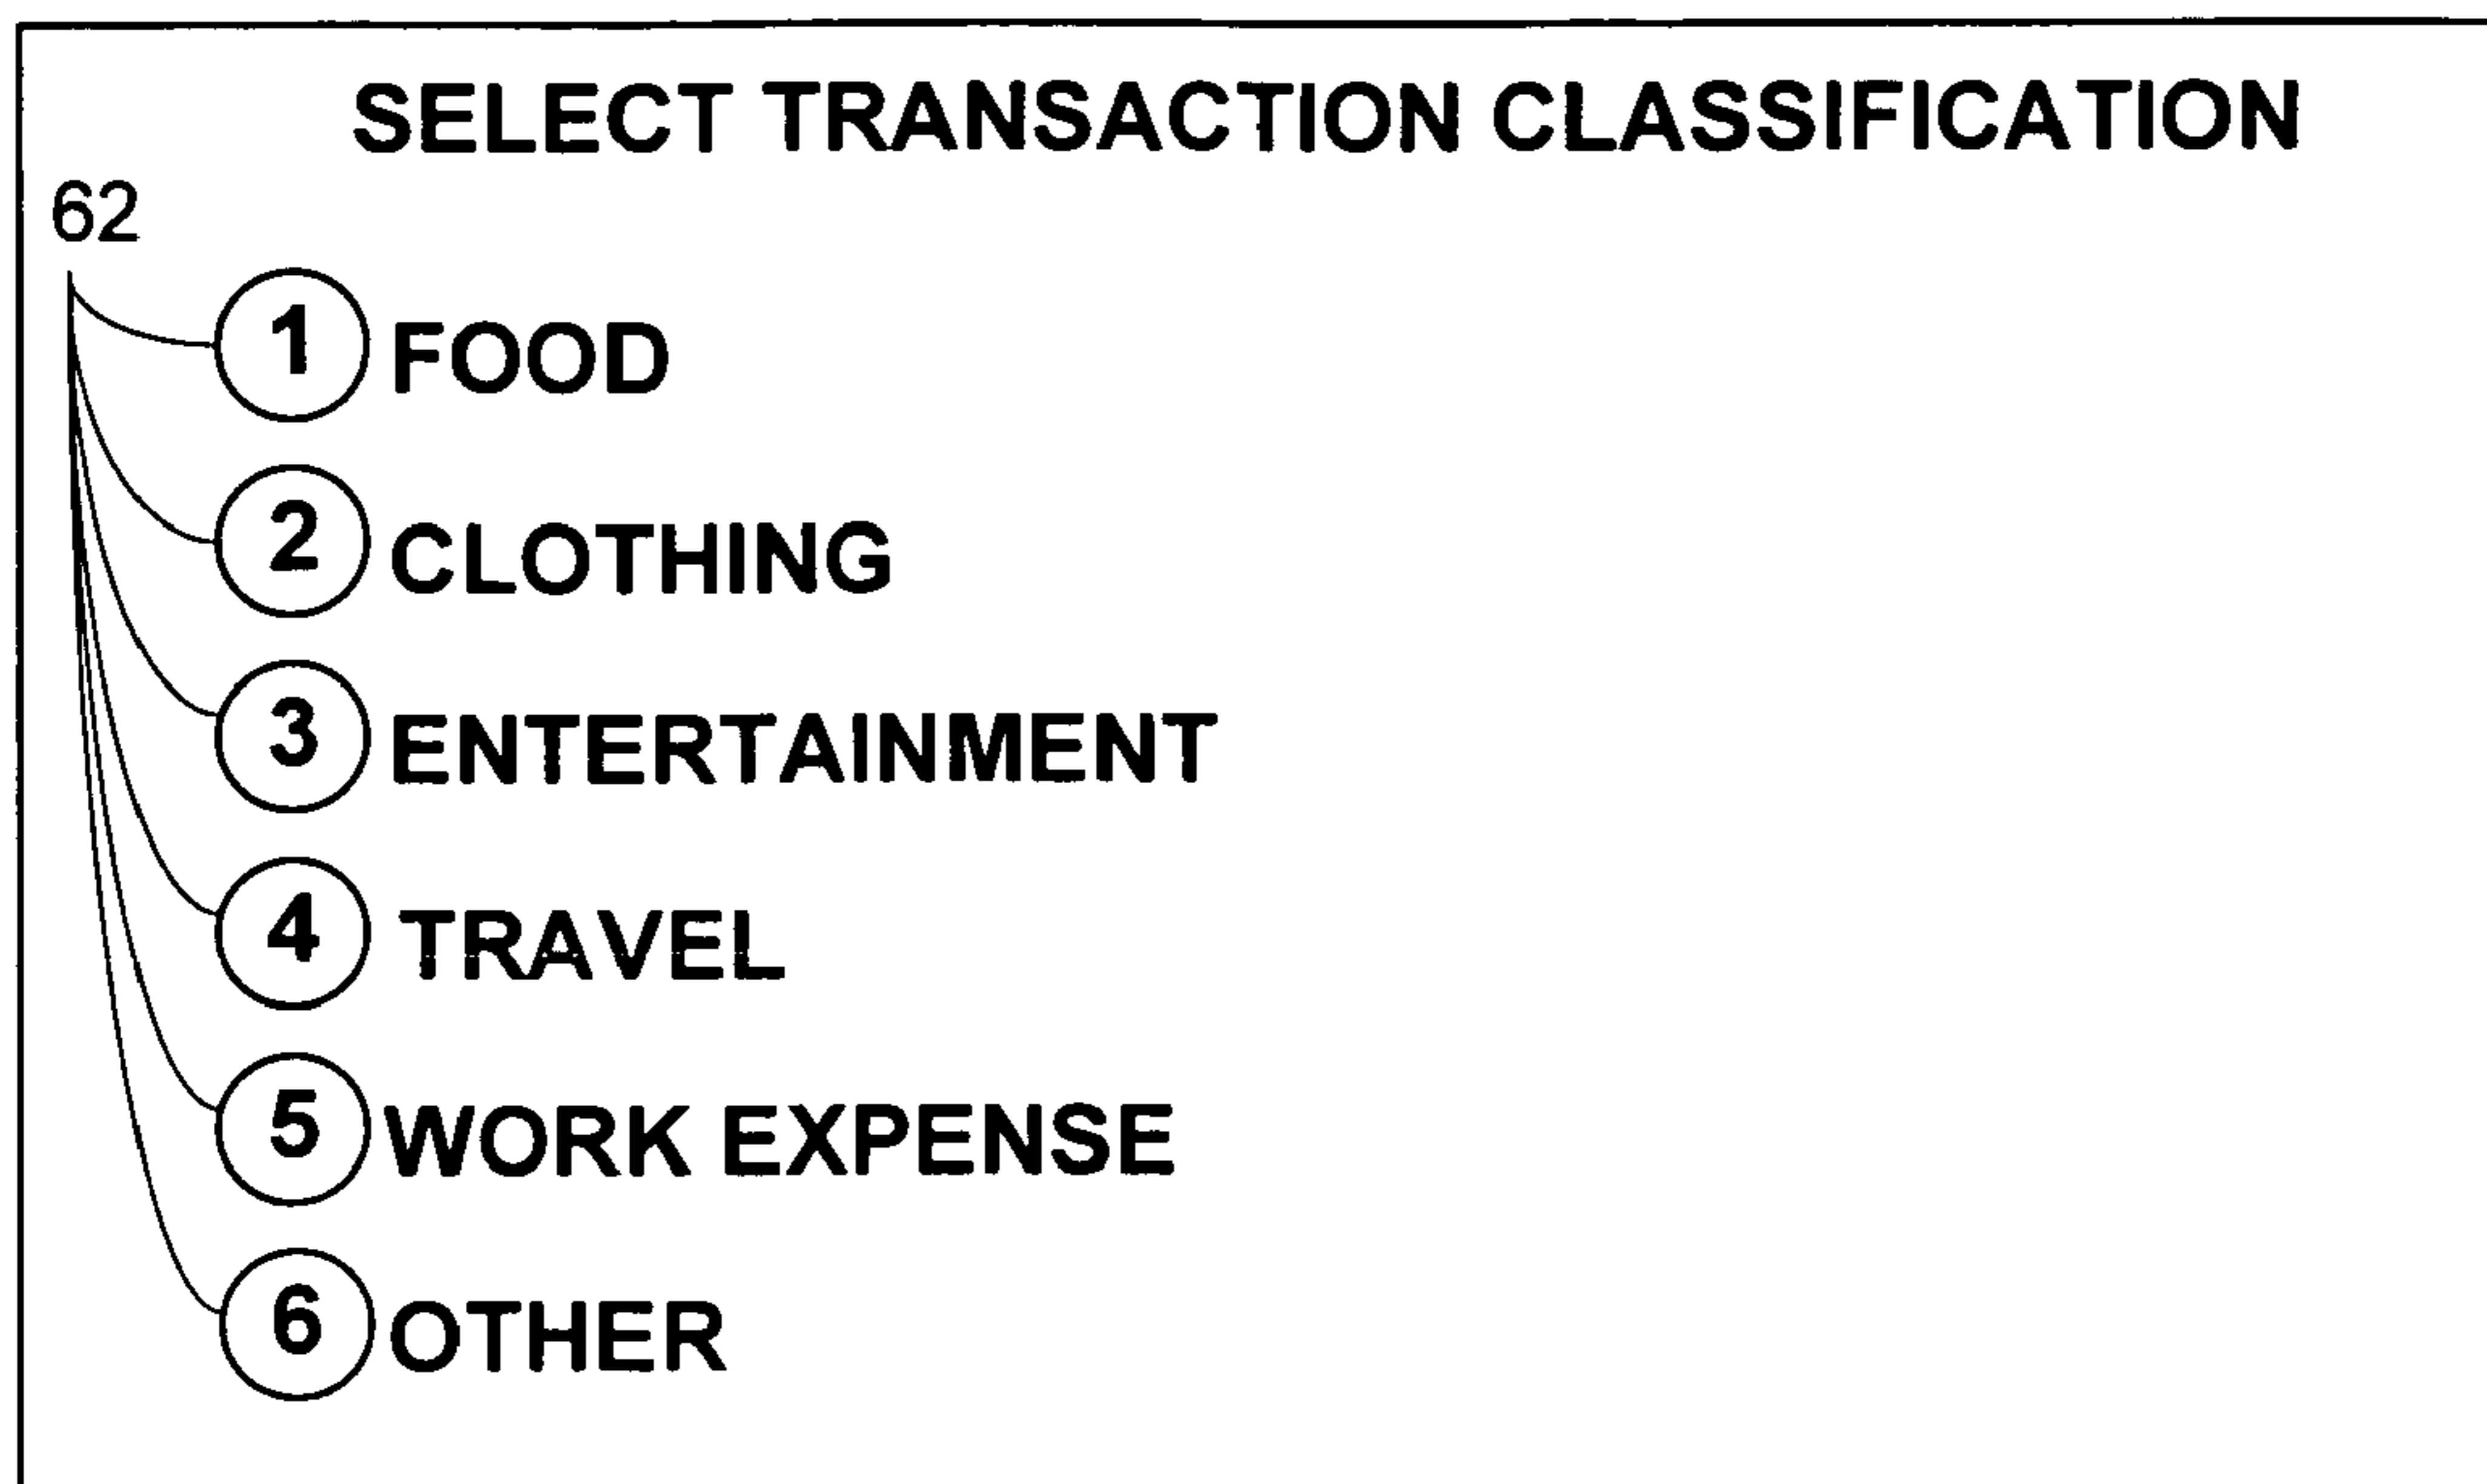 SELECT TRANSACTION CLASSIFICATION
62
1 FOOD
2 CLOTHING
3 ENTERTAINMENT
4 TRAVEL
5 WORK EXPENSE
6 OTHER